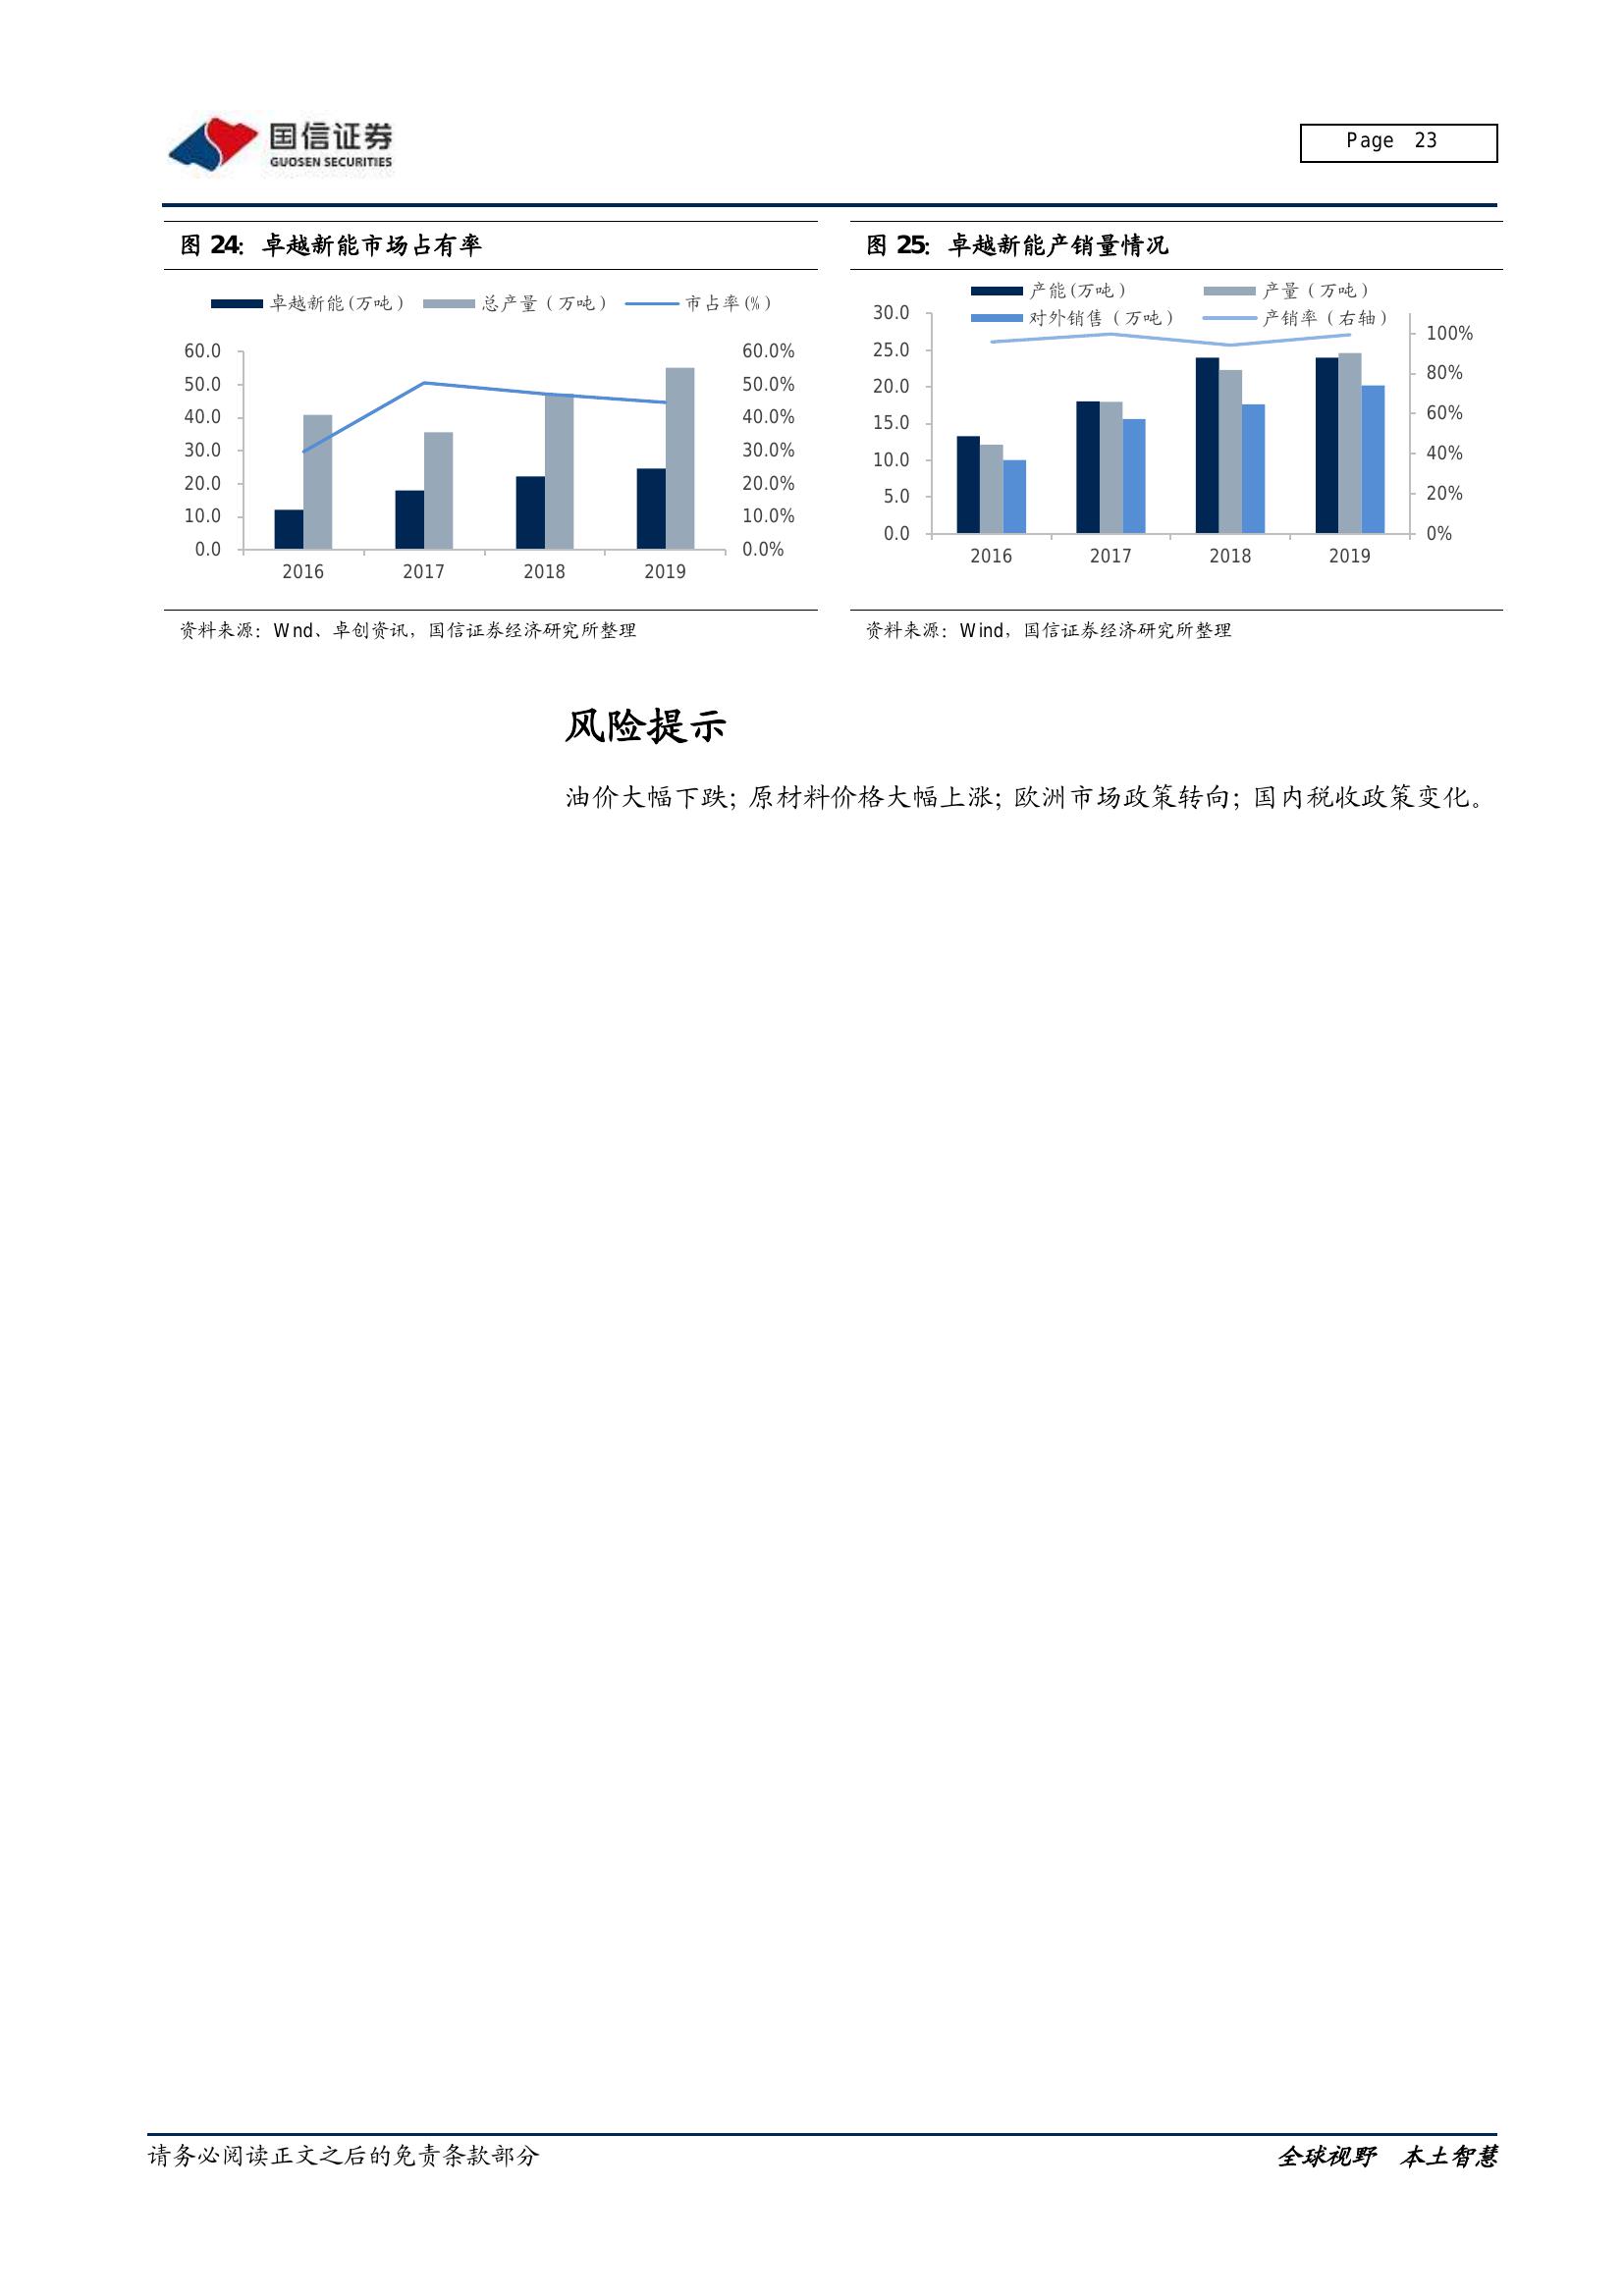 国信证券
GUOSEN SECURITIES
Page 23
图 24：卓越新能市场占有率
卓越新能(万吨) 总产量（万吨） 市占率(%)
60.0
50.0
40.0
30.0
20.0
10.0
0.0
60.0%
50.0%
40.0%
30.0%
20.0%
10.0%
0.0%
2016 2017 2018 2019
资料来源：Wnd、卓创资讯，国信证券经济研究所整理
图 25：卓越新能产销量情况
产能(万吨) 产量（万吨）
对外销售（万吨） 产销率（右轴）
30.0
25.0
20.0
15.0
10.0
5.0
0.0
100%
80%
60%
40%
20%
0%
2016 2017 2018 2019
资料来源：Wind，国信证券经济研究所整理
风险提示
油价大幅下跌；原材料价格大幅上涨；欧洲市场政策转向；国内税收政策变化。
请务必阅读正文之后的免责条款部分
全球视野 本土智慧